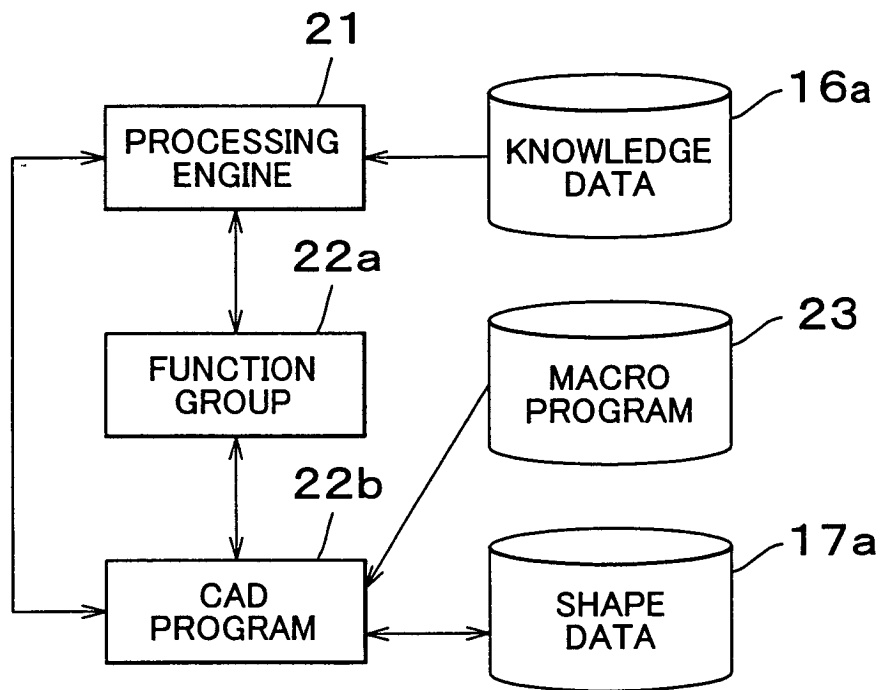 21
PROCESSING
ENGINE
16a
KNOWLEDGE
DATA
22a
FUNCTION
GROUP
23
MACRO
PROGRAM
22b
CAD
PROGRAM
17a
SHAPE
DATA